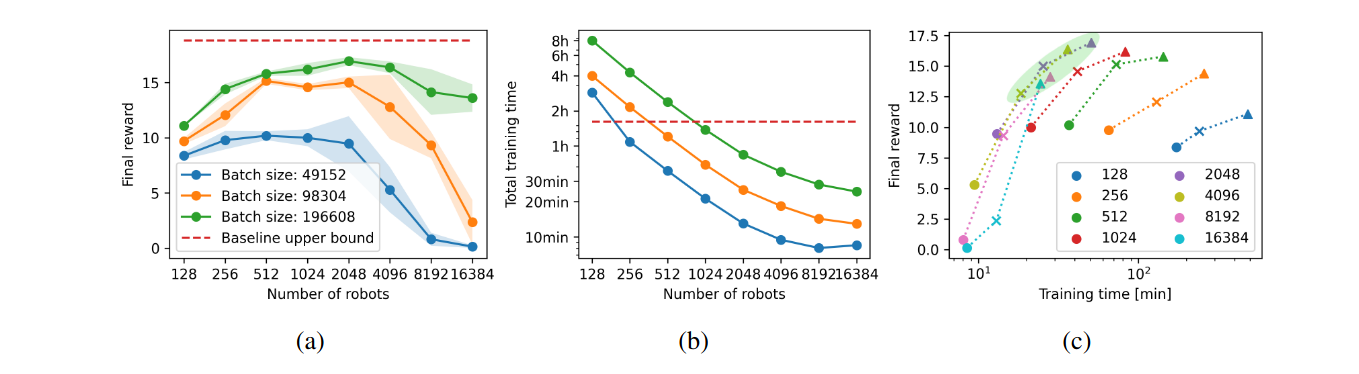 Final reward
15
10
5
0
Batch size: 49152
Batch size: 98304
Batch size: 196608
Baseline upper bound
128 256 512 1024 2048 4096 8192 16384
Number of robots
(a)
Total training time
8h
6h
4h
2h
1h
30min
20min
10min
128 256 512 1024 2048 4096 8192 16384
Number of robots
(b)
Final reward
17.5
15.0
12.5
10.0
7.5
5.0
2.5
0.0
128 2048
256 4096
512 8192
1024 16384
10¹ 10²
Training time [min]
(c)